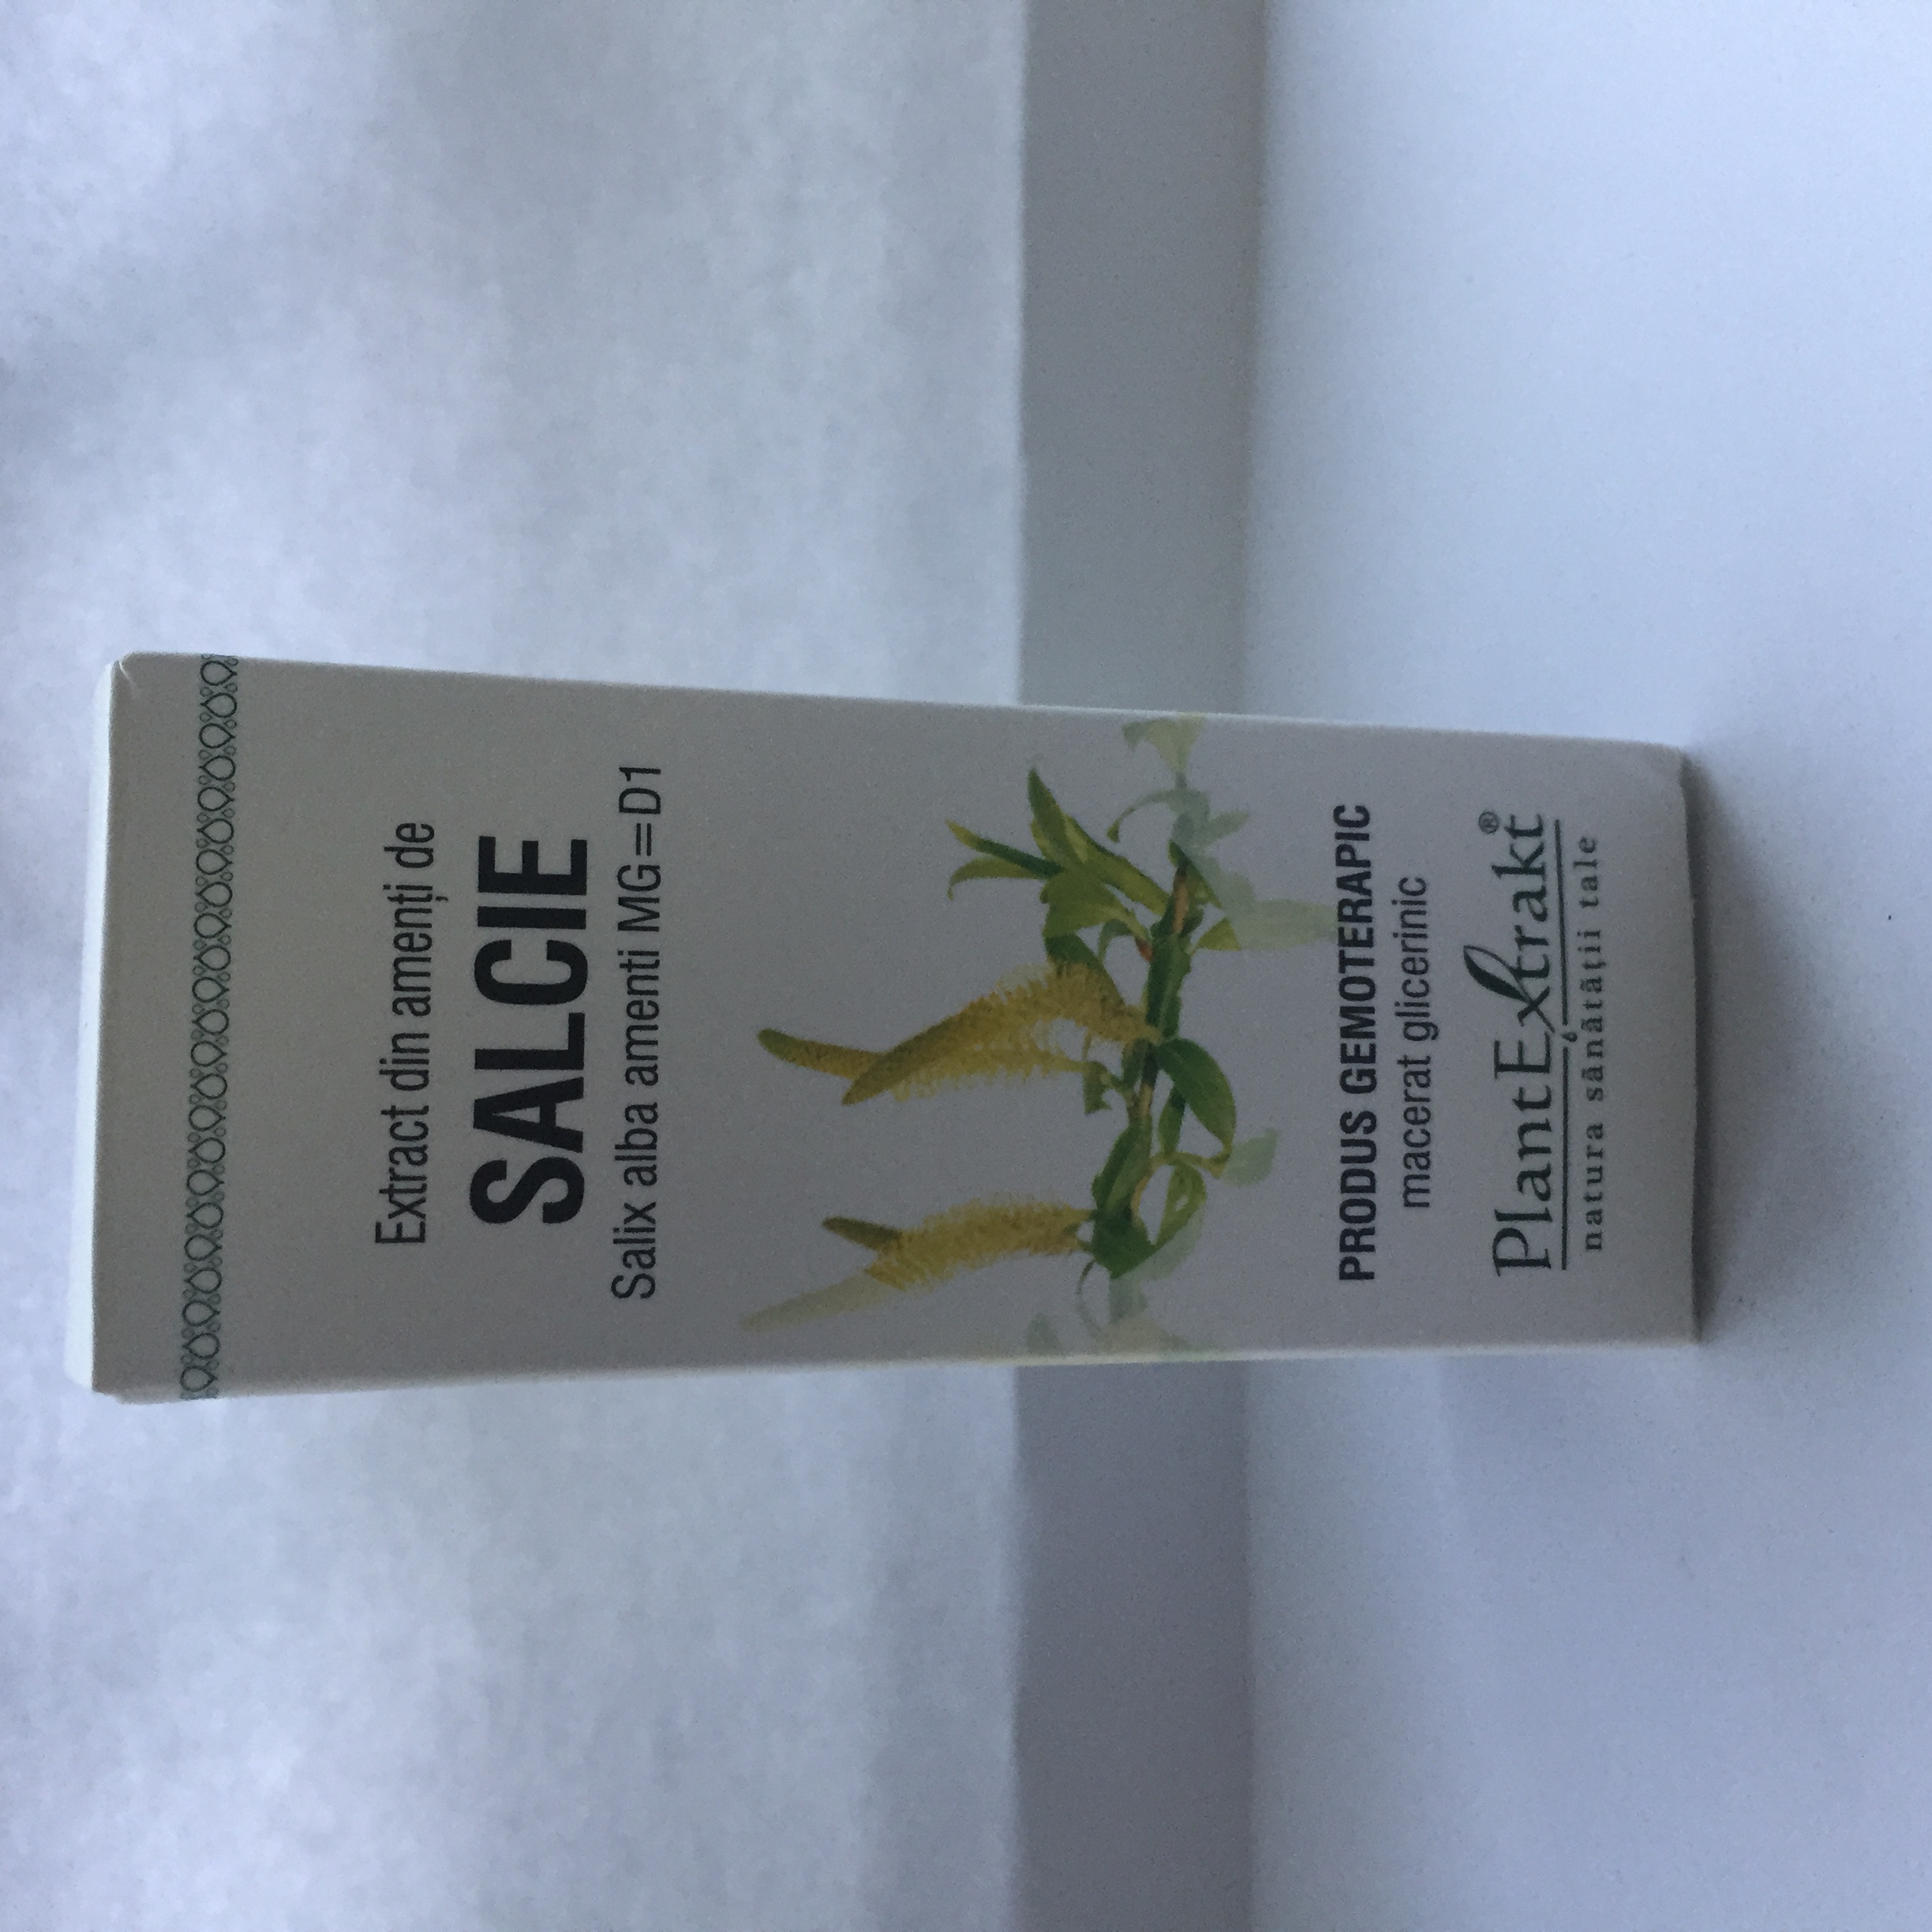 Extract din amenți de
SALCIE
Salix alba amenti MG=D1
PRODUS GEMOTERAPIC
macerat glicerinic
PlantExtrakt®
natura sănătății tale